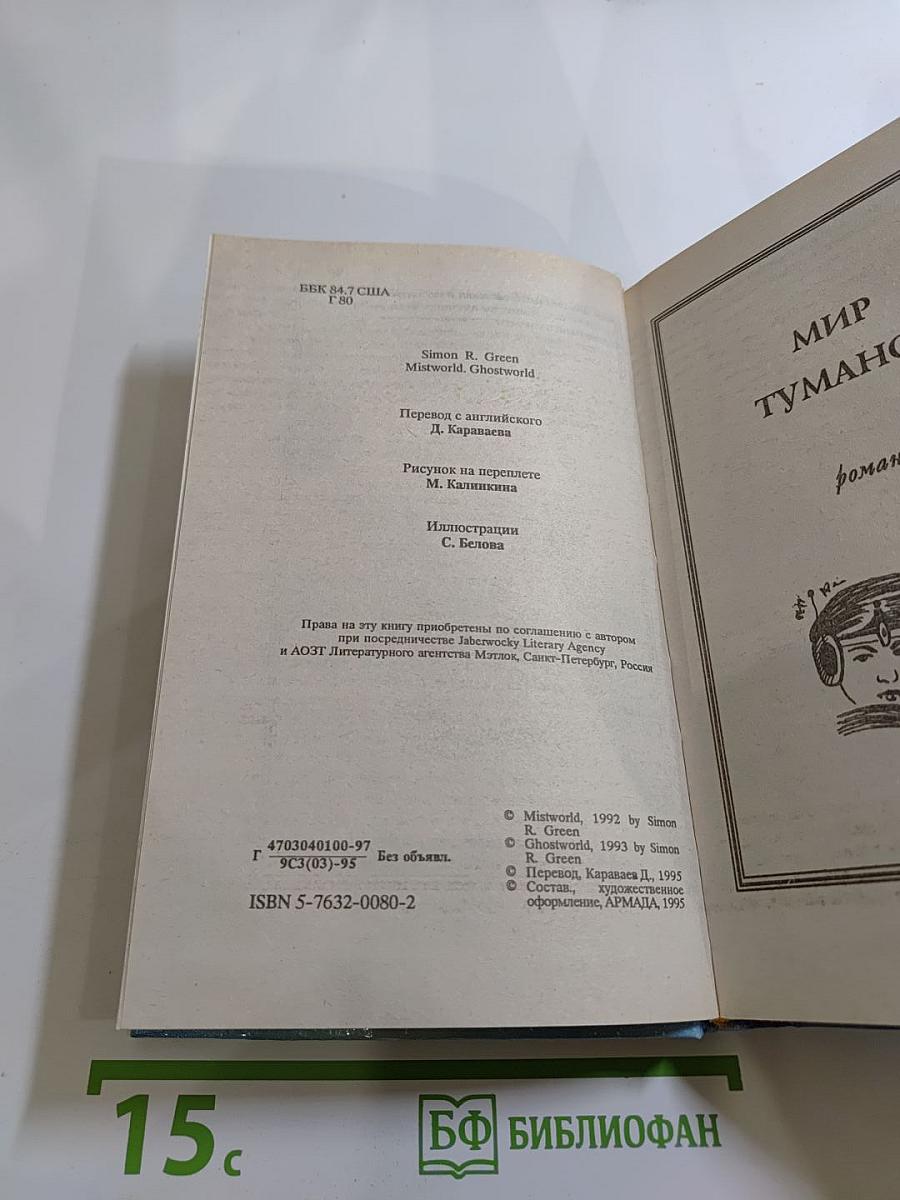 ББК 84.7 США
Г 80
Simon R. Green
Mistworld. Ghostworld
Перевод с английского
Д. Караваева
Рисунок на переплете
М. Калинкина
Иллюстрации
С. Белова
Права на эту книгу приобретены по соглашению с автором
при посредничестве Jaberwocky Literary Agency
и АОЗТ Литературного агентства Мэтлок, Санкт-Петербург, Россия
Г 4703040100-97
9С3(03)-95 Без объявл.
ISBN 5-7632-0080-2
© Mistworld, 1992 by Simon
R. Green
© Ghostworld, 1993 by Simon
R. Green
© Перевод, Караваев Д., 1995
© Состав., художественное
оформление, АРМАДА, 1995
МИР
ТУМАНО
роман
15 с
БФ БИБЛИОФАН